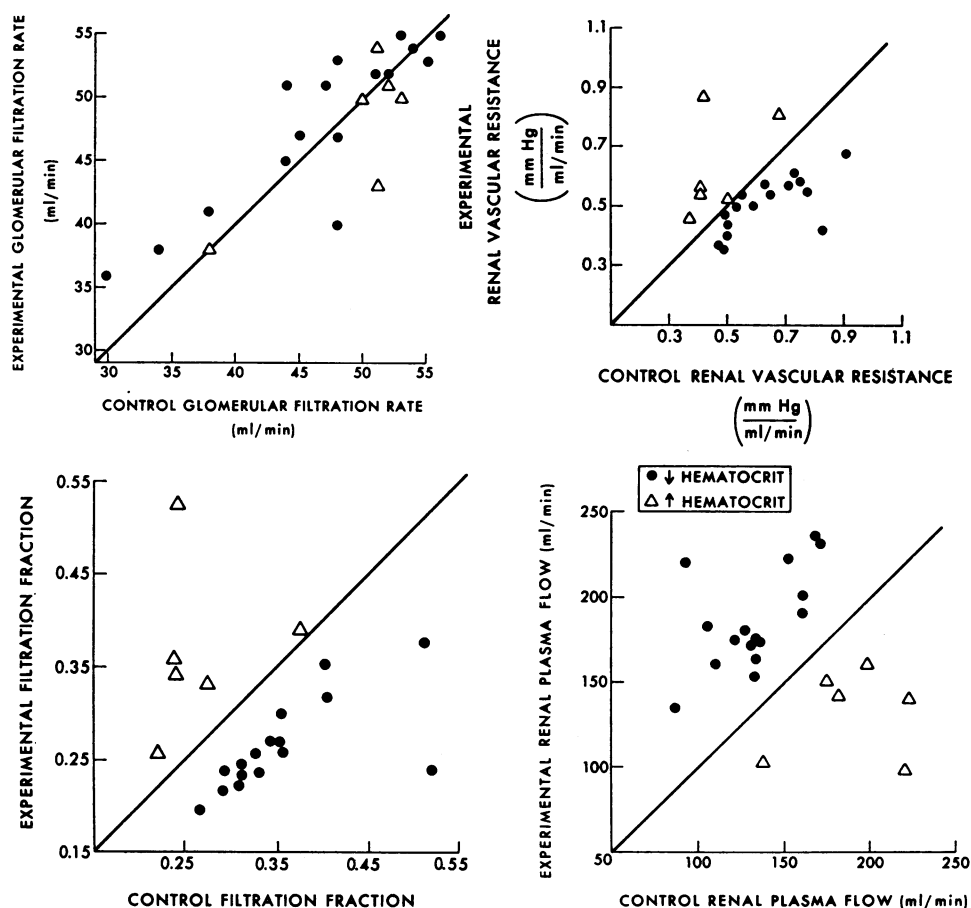 EXPERIMENTAL GLOMERULAR FILTRATION RATE
(ml/min)
55
50
45
40
35
30
30 35 40 45 50 55
CONTROL GLOMERULAR FILTRATION RATE
(ml/min)
EXPERIMENTAL
RENAL VASCULAR RESISTANCE
(mm Hg
ml/min)
1.1
0.9
0.7
0.5
0.3
0.3 0.5 0.7 0.9 1.1
CONTROL RENAL VASCULAR RESISTANCE
(mm Hg
ml/min)
EXPERIMENTAL FILTRATION FRACTION
0.55
0.45
0.35
0.25
0.15
0.25 0.35 0.45 0.55
CONTROL FILTRATION FRACTION
● ↓ HEMATOCRIT
△ ↑ HEMATOCRIT
EXPERIMENTAL RENAL PLASMA FLOW (ml/min)
250
200
150
100
50
100 150 200 250
CONTROL RENAL PLASMA FLOW (ml/min)